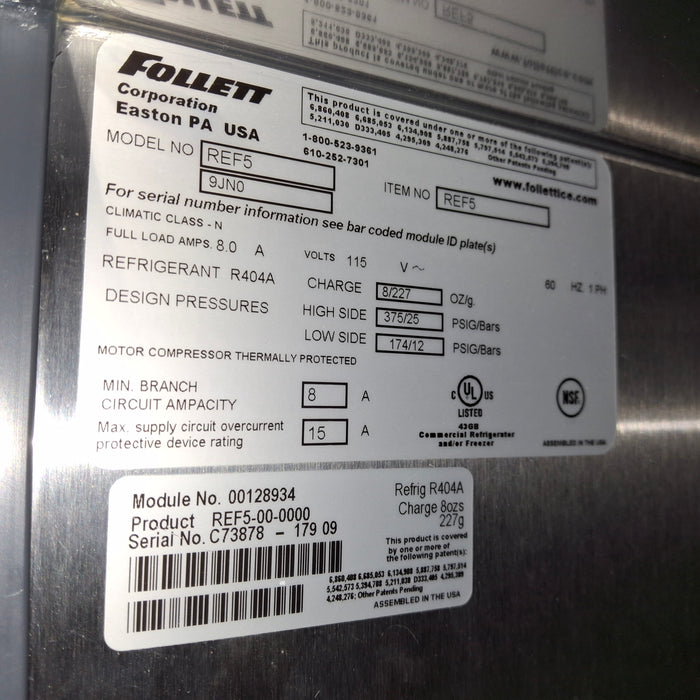 FOLLETT
Corporation
Easton PA USA
This product is covered under one or more of the following patent(s):
6,860,408 6,685,053 6,134,908 5,887,758 5,797,514 5,542,573 5,394,708
5,211,030 D333,405 4,295,369 4,248,276 Other Patents Pending
1-800-523-9361
610-252-7301
www.follettice.com
MODEL NO REF5
9JN0
ITEM NO REF5
For serial number information see bar coded module ID plate(s)
CLIMATIC CLASS - N
FULL LOAD AMPS. 8.0 A VOLTS 115 V ~ 60 HZ 1 PH
REFRIGERANT R404A CHARGE 8/227 OZ/g.
DESIGN PRESSURES HIGH SIDE 375/25 PSIG/Bars
LOW SIDE 174/12 PSIG/Bars
MOTOR COMPRESSOR THERMALLY PROTECTED
MIN. BRANCH
CIRCUIT AMPACITY 8 A
Max. supply circuit overcurrent
protective device rating 15 A
C UL US
LISTED
43GB
Commercial Refrigerator
and/or Freezer
NSF
ASSEMBLED IN THE USA
Module No. 00128934
Product REF5-00-0000
Serial No. C73878 - 179 09
Refrig R404A
Charge 8ozs
227g
This product is covered
by one or more of
the following patent(s):
6,860,408 6,685,053 6,134,908 5,887,758 5,797,514
5,542,573 5,394,708 5,211,030 D333,405 4,295,369
4,248,276; Other Patents Pending
ASSEMBLED IN THE USA